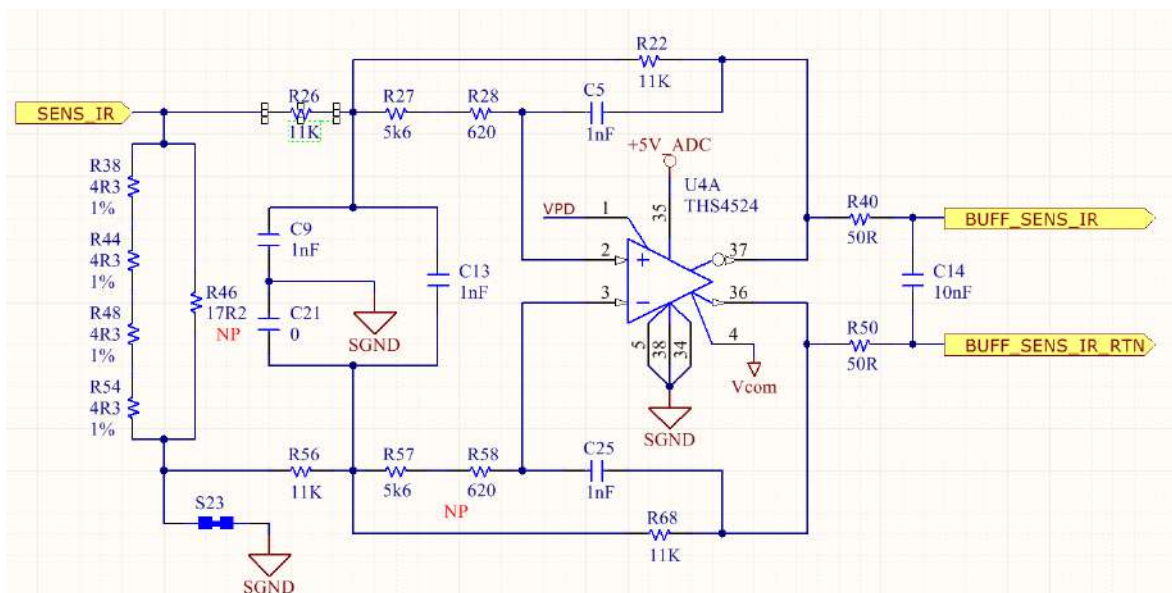 R22
11K
SENS_IR
R26
11K
R27
5k6
R28
620
C5
1nF
+5V_ADC
U4A
THS4524
VPD
1
35
2
3
37
36
4
5
38
34
Vcom
SGND
R38
4R3
1%
R44
4R3
1%
R48
4R3
1%
R54
4R3
1%
R46
17R2
NP
C9
1nF
C21
0
SGND
C13
1nF
R40
50R
BUFF_SENS_IR
C14
10nF
R50
50R
BUFF_SENS_IR_RTN
R56
11K
R57
5k6
R58
620
NP
C25
1nF
R68
11K
S23
SGND